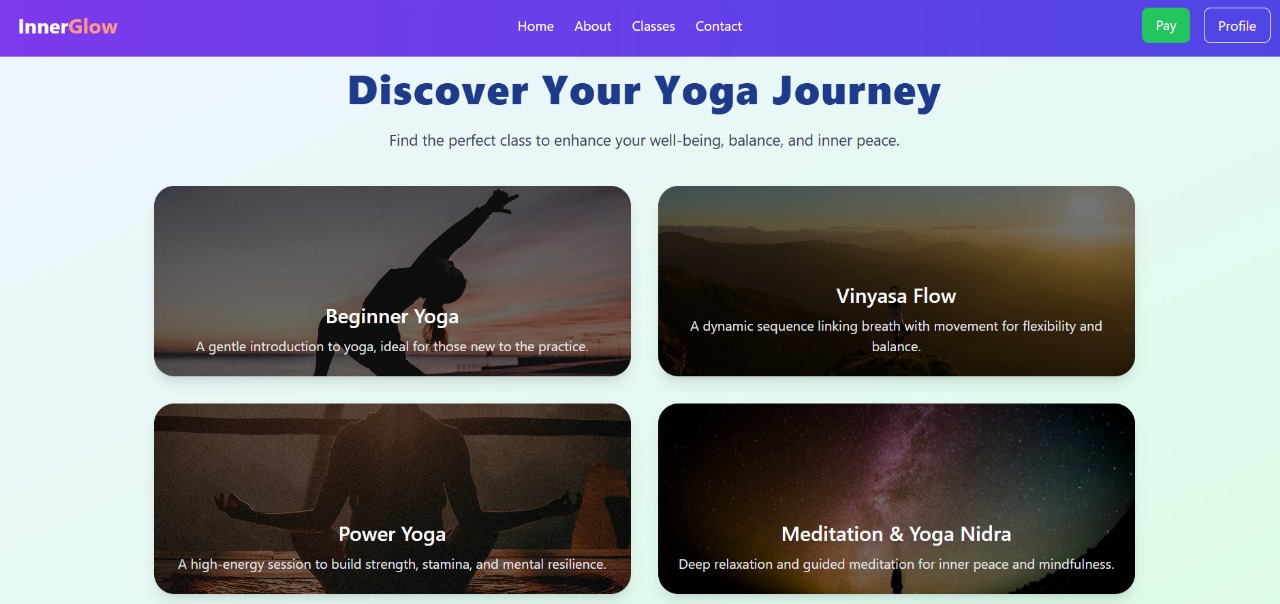 InnerGlow
Home About Classes Contact
Pay
Profile
Discover Your Yoga Journey
Find the perfect class to enhance your well-being, balance, and inner peace.
Beginner Yoga
A gentle introduction to yoga, ideal for those new to the practice.
Vinyasa Flow
A dynamic sequence linking breath with movement for flexibility and
balance.
Power Yoga
A high-energy session to build strength, stamina, and mental resilience.
Meditation & Yoga Nidra
Deep relaxation and guided meditation for inner peace and mindfulness.